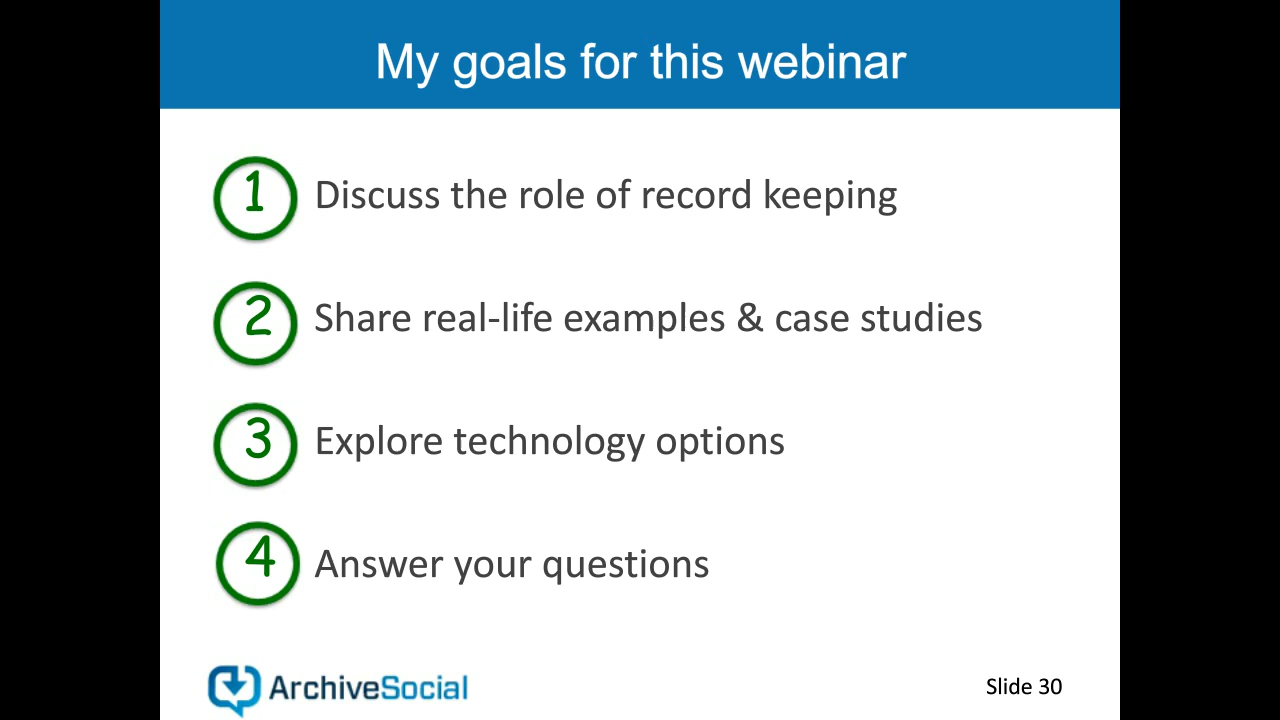 My goals for this webinar
1 Discuss the role of record keeping
2 Share real-life examples & case studies
3 Explore technology options
4 Answer your questions
ArchiveSocial
Slide 30